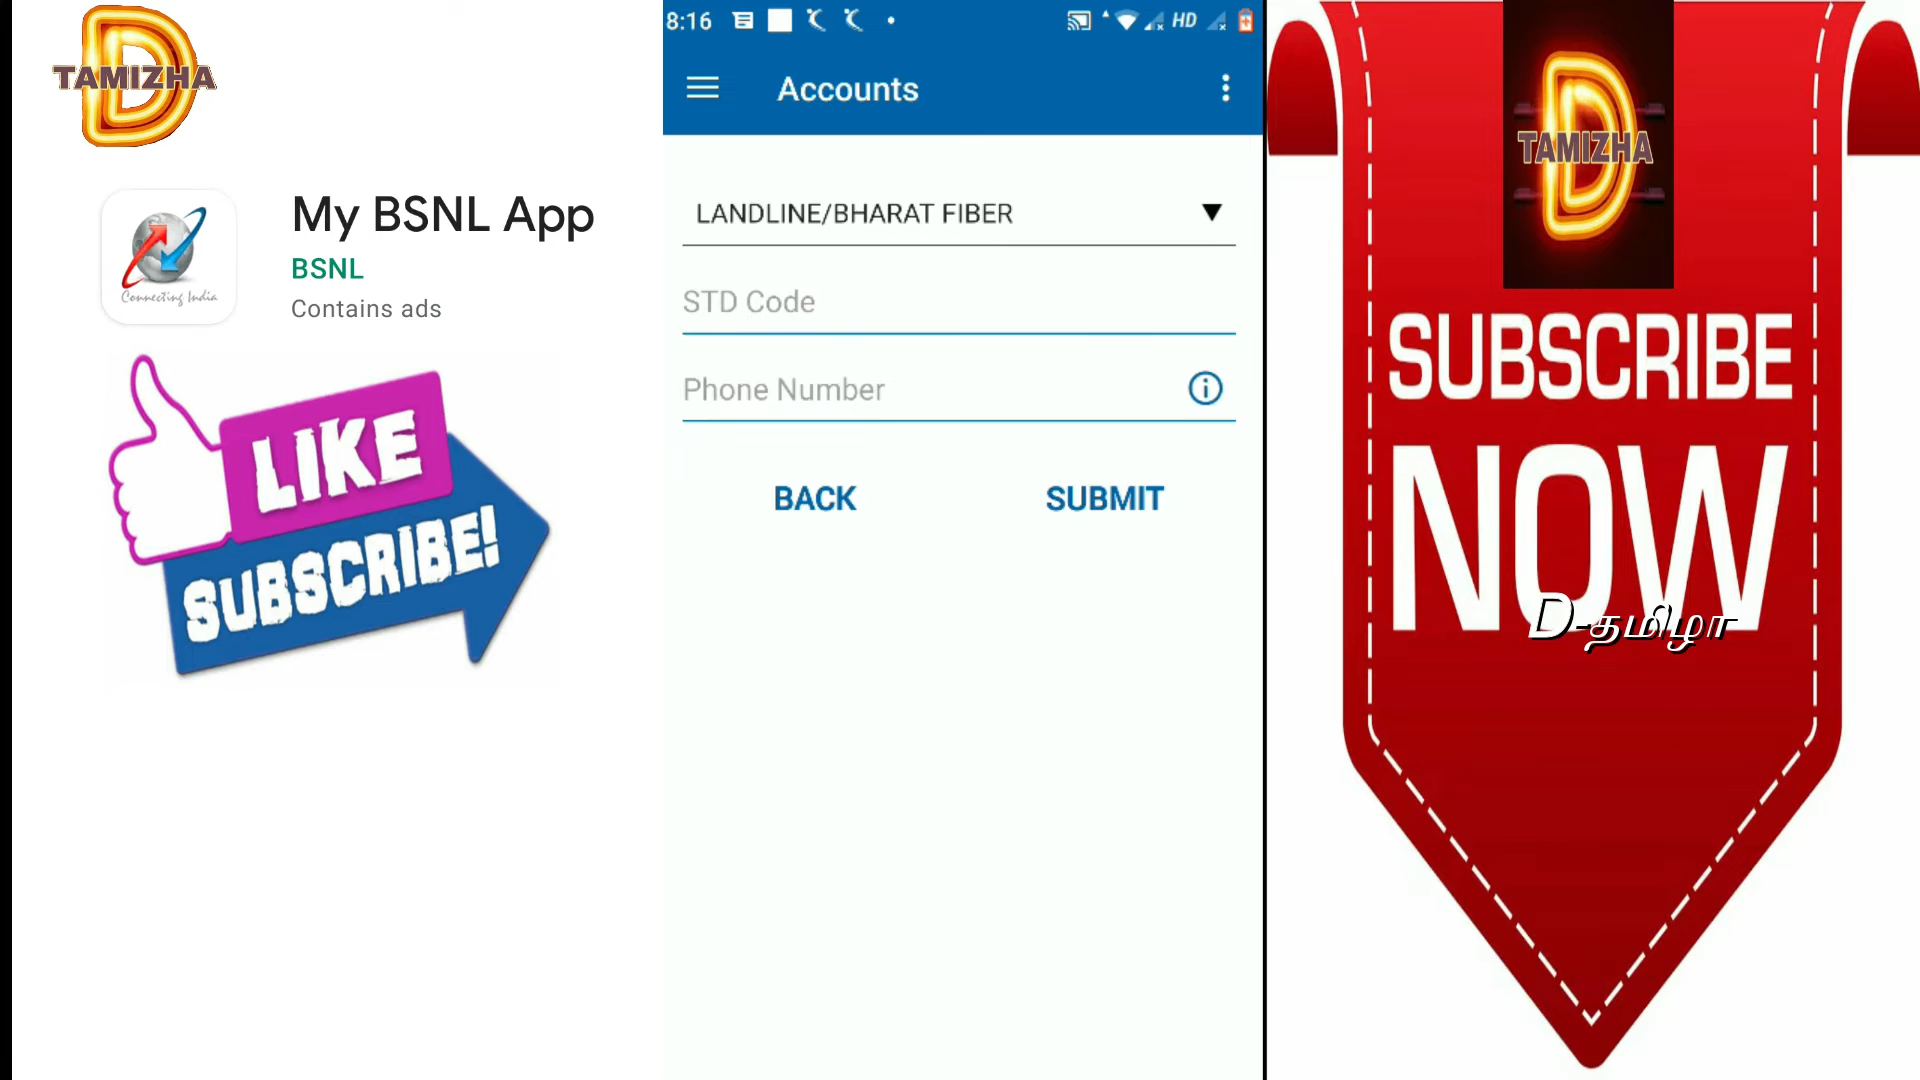 D
TAMIZHA
My BSNL App
BSNL
Contains ads
Connecting India
LIKE
SUBSCRIBE!
8:16
HD
Accounts
LANDLINE/BHARAT FIBER
STD Code
Phone Number
BACK
SUBMIT
D
TAMIZHA
SUBSCRIBE
NOW
D-தமிழா